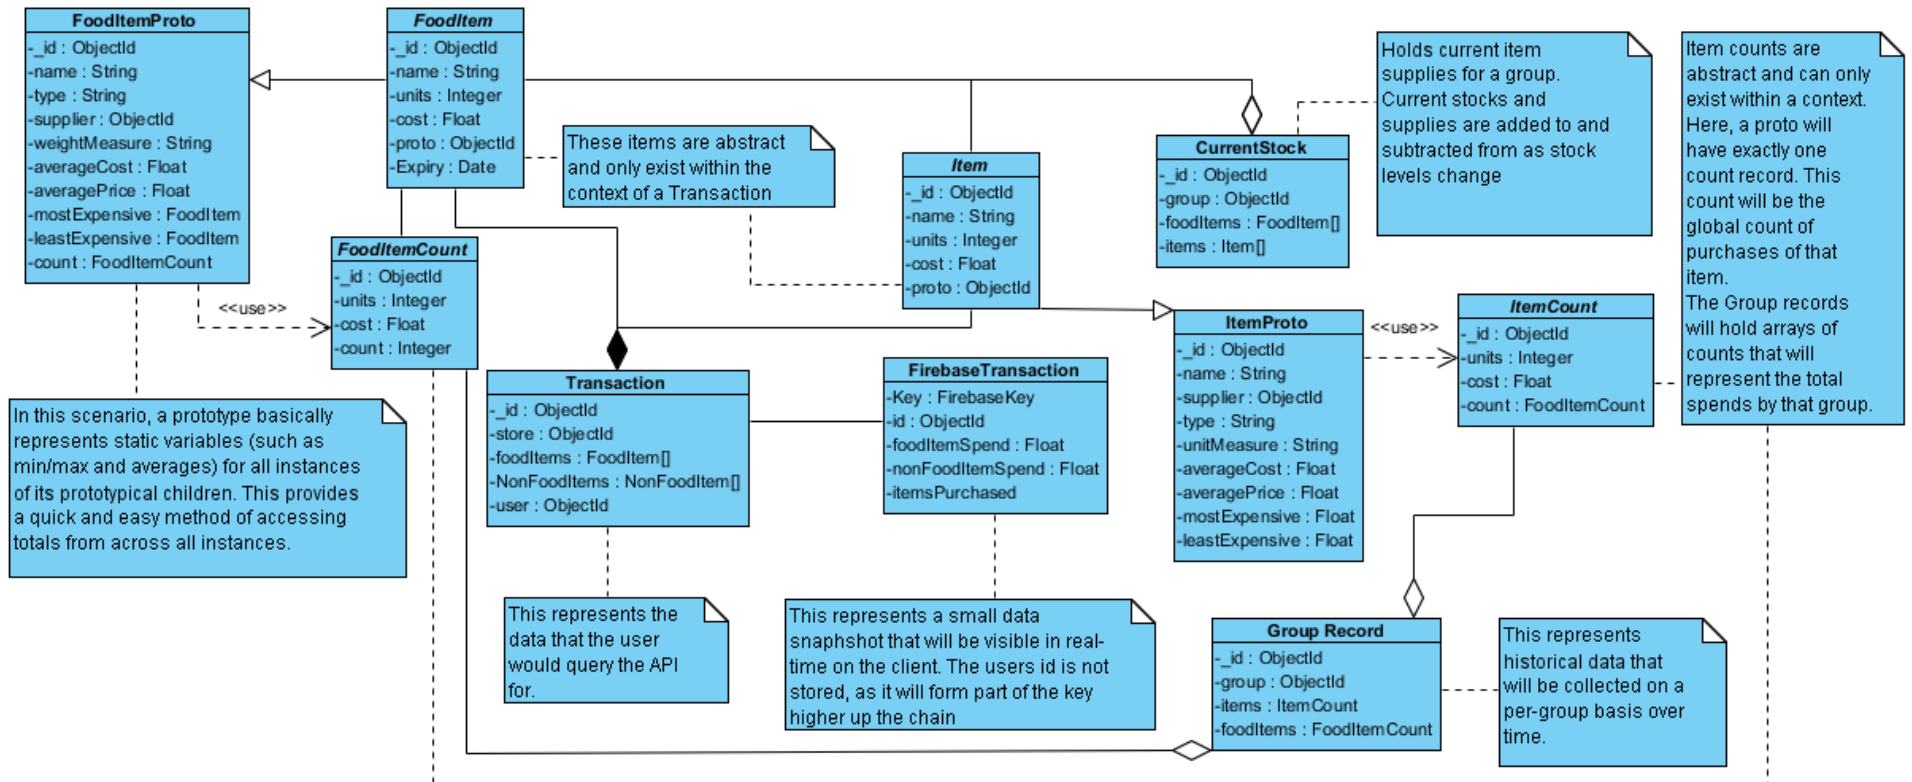 FoodItemProto
-_id : ObjectId
-name : String
-type : String
-supplier : ObjectId
-weightMeasure : String
-averageCost : Float
-averagePrice : Float
-mostExpensive : FoodItem
-leastExpensive : FoodItem
-count : FoodItemCount
FoodItem
-_id : ObjectId
-name : String
-units : Integer
-cost : Float
-proto : ObjectId
-Expiry : Date
These items are abstract
and only exist within the
context of a Transaction
Item
-_id : ObjectId
-name : String
-units : Integer
-cost : Float
-proto : ObjectId
CurrentStock
-_id : ObjectId
-group : ObjectId
-foodItems : FoodItem[]
-items : Item[]
Holds current item
supplies for a group.
Current stocks and
supplies are added to and
subtracted from as stock
levels change
Item counts are
abstract and can only
exist within a context.
Here, a proto will
have exactly one
count record. This
count will be the
global count of
purchases of that
item.
The Group records
will hold arrays of
counts that will
represent the total
spends by that group.
<<use>>
FoodItemCount
-_id : ObjectId
-units : Integer
-cost : Float
-count : Integer
ItemProto
-_id : ObjectId
-name : String
-supplier : ObjectId
-type : String
-unitMeasure : String
-averageCost : Float
-averagePrice : Float
-mostExpensive : Float
-leastExpensive : Float
<<use>>
ItemCount
-_id : ObjectId
-units : Integer
-cost : Float
-count : FoodItemCount
In this scenario, a prototype basically
represents static variables (such as
min/max and averages) for all instances
of its prototypical children. This provides
a quick and easy method of accessing
totals from across all instances.
Transaction
-_id : ObjectId
-store : ObjectId
-foodItems : FoodItem[]
-NonFoodItems : NonFoodItem[]
-user : ObjectId
FirebaseTransaction
-Key : FirebaseKey
-id : ObjectId
-foodItemSpend : Float
-nonFoodItemSpend : Float
-itemsPurchased
This represents the
data that the user
would query the API
for.
This represents a small data
snaphshot that will be visible in real-
time on the client. The users id is not
stored, as it will form part of the key
higher up the chain
Group Record
-_id : ObjectId
-group : ObjectId
-items : ItemCount
-foodItems : FoodItemCount
This represents
historical data that
will be collected on a
per-group basis over
time.